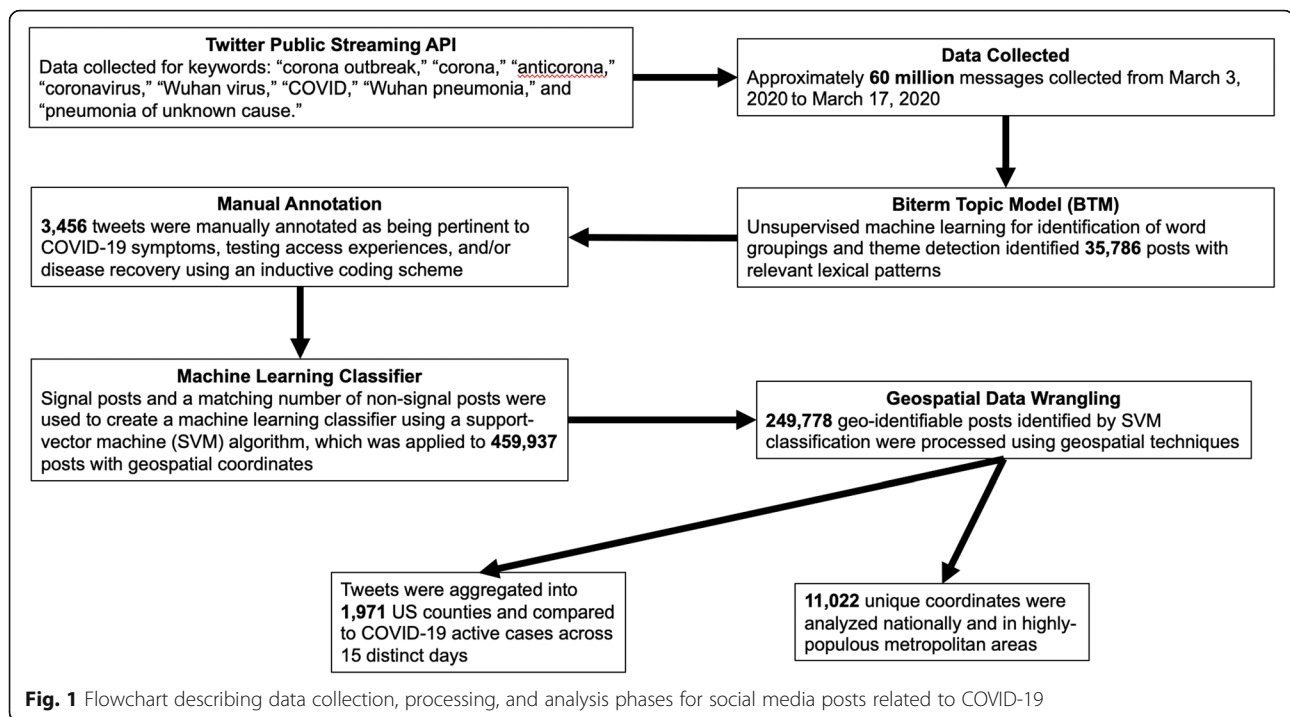 Twitter Public Streaming API
Data collected for keywords: “corona outbreak,” “corona,” “anticorona,”
“coronavirus,” “Wuhan virus,” “COVID,” “Wuhan pneumonia,” and
“pneumonia of unknown cause.”
Data Collected
Approximately 60 million messages collected from March 3,
2020 to March 17, 2020
Biterm Topic Model (BTM)
Unsupervised machine learning for identification of word
groupings and theme detection identified 35,786 posts with
relevant lexical patterns
Manual Annotation
3,456 tweets were manually annotated as being pertinent to
COVID-19 symptoms, testing access experiences, and/or
disease recovery using an inductive coding scheme
Machine Learning Classifier
Signal posts and a matching number of non-signal posts were
used to create a machine learning classifier using a support-
vector machine (SVM) algorithm, which was applied to 459,937
posts with geospatial coordinates
Geospatial Data Wrangling
249,778 geo-identifiable posts identified by SVM
classification were processed using geospatial techniques
Tweets were aggregated into
1,971 US counties and compared
to COVID-19 active cases across
15 distinct days
11,022 unique coordinates were
analyzed nationally and in highly-
populous metropolitan areas
Fig. 1 Flowchart describing data collection, processing, and analysis phases for social media posts related to COVID-19